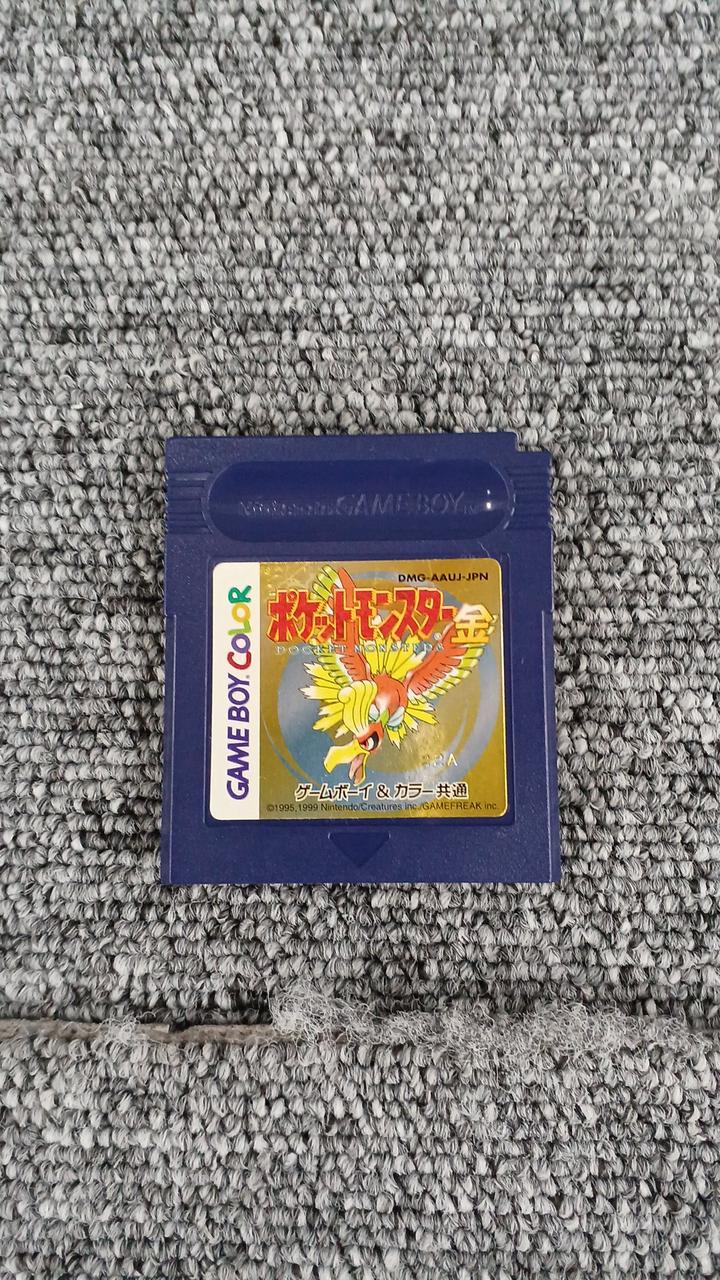 Nintendo GAME BOY™
GAME BOY COLOR
DMG-AAUJ-JPN
ポケットモンスター金
POCKET MONSTERS
22A
ゲームボーイ & カラー共通
©1995,1999 Nintendo/Creatures inc./GAMEFREAK inc.